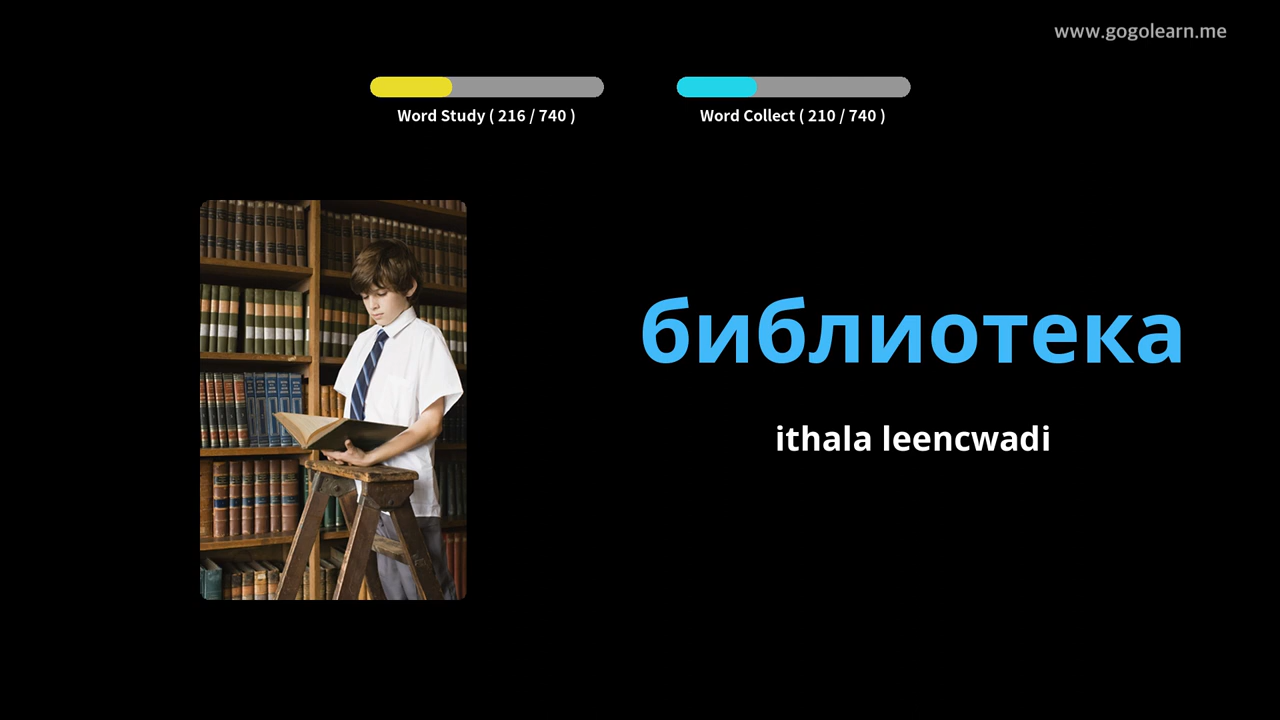 www.gogolearn.me
Word Study ( 216 / 740 )
Word Collect ( 210 / 740 )
библиотека
ithala leencwadi